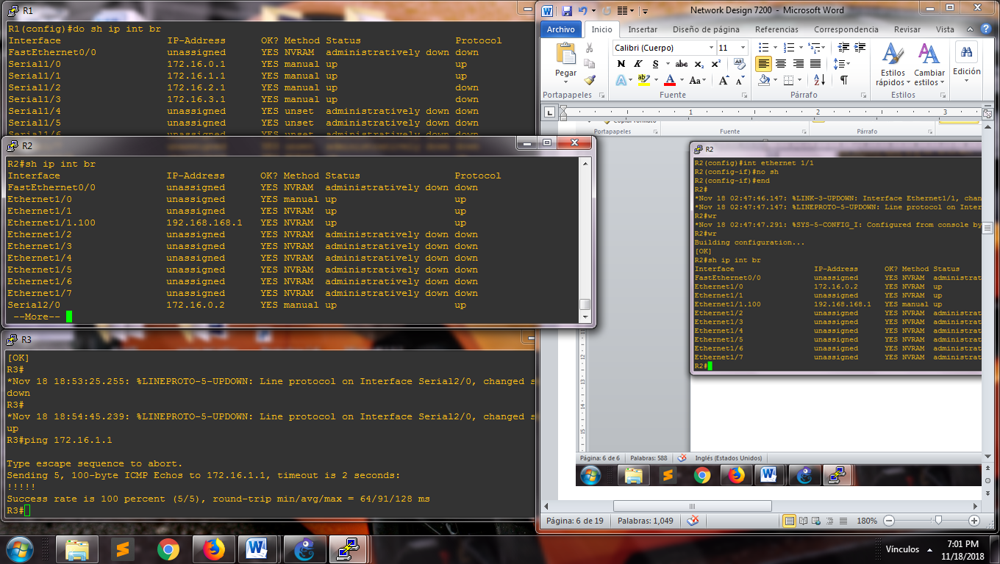 R1
R1(config)#do sh ip int br
Interface IP-Address OK? Method Status Protocol
FastEthernet0/0 unassigned YES NVRAM administratively down down
Serial1/0 172.16.0.1 YES manual up up
Serial1/1 172.16.1.1 YES manual up up
Serial1/2 172.16.2.1 YES manual up down
Serial1/3 172.16.3.1 YES manual up down
Serial1/4 unassigned YES unset administratively down down
Serial1/5 unassigned YES unset administratively down down
Serial1/6 unassigned YES unset administratively down down
R2
R2#sh ip int br
Interface IP-Address OK? Method Status Protocol
FastEthernet0/0 unassigned YES NVRAM administratively down down
Ethernet1/0 unassigned YES manual up up
Ethernet1/1 unassigned YES NVRAM up up
Ethernet1/1.100 192.168.168.1 YES NVRAM up up
Ethernet1/2 unassigned YES NVRAM administratively down down
Ethernet1/3 unassigned YES NVRAM administratively down down
Ethernet1/4 unassigned YES NVRAM administratively down down
Ethernet1/5 unassigned YES NVRAM administratively down down
Ethernet1/6 unassigned YES NVRAM administratively down down
Ethernet1/7 unassigned YES NVRAM administratively down down
Serial2/0 172.16.0.2 YES manual up up
--More--
R3
[OK]
R3#
*Nov 18 18:53:25.255: %LINEPROTO-5-UPDOWN: Line protocol on Interface Serial2/0, changed s
down
R3#
*Nov 18 18:54:45.239: %LINEPROTO-5-UPDOWN: Line protocol on Interface Serial2/0, changed s
up
R3#ping 172.16.1.1
Type escape sequence to abort.
Sending 5, 100-byte ICMP Echos to 172.16.1.1, timeout is 2 seconds:
!!!!!
Success rate is 100 percent (5/5), round-trip min/avg/max = 64/91/128 ms
R3#
Network Design 7200 - Microsoft Word
Archivo Inicio Insertar Diseño de página Referencias Correspondencia Revisar Vista
Calibri (Cuerpo) 11
Pegar
N K S abc x₂ x²
A ab A Aa A A
Estilos rápidos Cambiar estilos Edición
Portapapeles Fuente Párrafo Estilos
1 2 3
Copiar formato
Portapapeles Fuente Párrafo
R2
R2(config)#int ethernet 1/1
R2(config-if)#no sh
R2(config-if)#end
R2#
*Nov 18 02:47:46.147: %LINK-3-UPDOWN: Interface Ethernet1/1, chan
*Nov 18 02:47:47.147: %LINEPROTO-5-UPDOWN: Line protocol on Inter
R2#wr
*Nov 18 02:47:47.291: %SYS-5-CONFIG_I: Configured from console by
R2#wr
Building configuration...
[OK]
R2#sh ip int br
Interface IP-Address OK? Method Status
FastEthernet0/0 unassigned YES NVRAM administrat
Ethernet1/0 172.16.0.2 YES NVRAM up
Ethernet1/1 unassigned YES NVRAM up
Ethernet1/1.100 192.168.168.1 YES manual up
Ethernet1/2 unassigned YES NVRAM administrat
Ethernet1/3 unassigned YES NVRAM administrat
Ethernet1/4 unassigned YES NVRAM administrat
Ethernet1/5 unassigned YES NVRAM administrat
Ethernet1/6 unassigned YES NVRAM administrat
Ethernet1/7 unassigned YES NVRAM administrat
R2#
Página: 6 de 6 Palabras: 588 Inglés (Estados Unidos)
Página: 6 de 19 Palabras: 1,049 180%
Vínculos
7:01 PM
11/18/2018